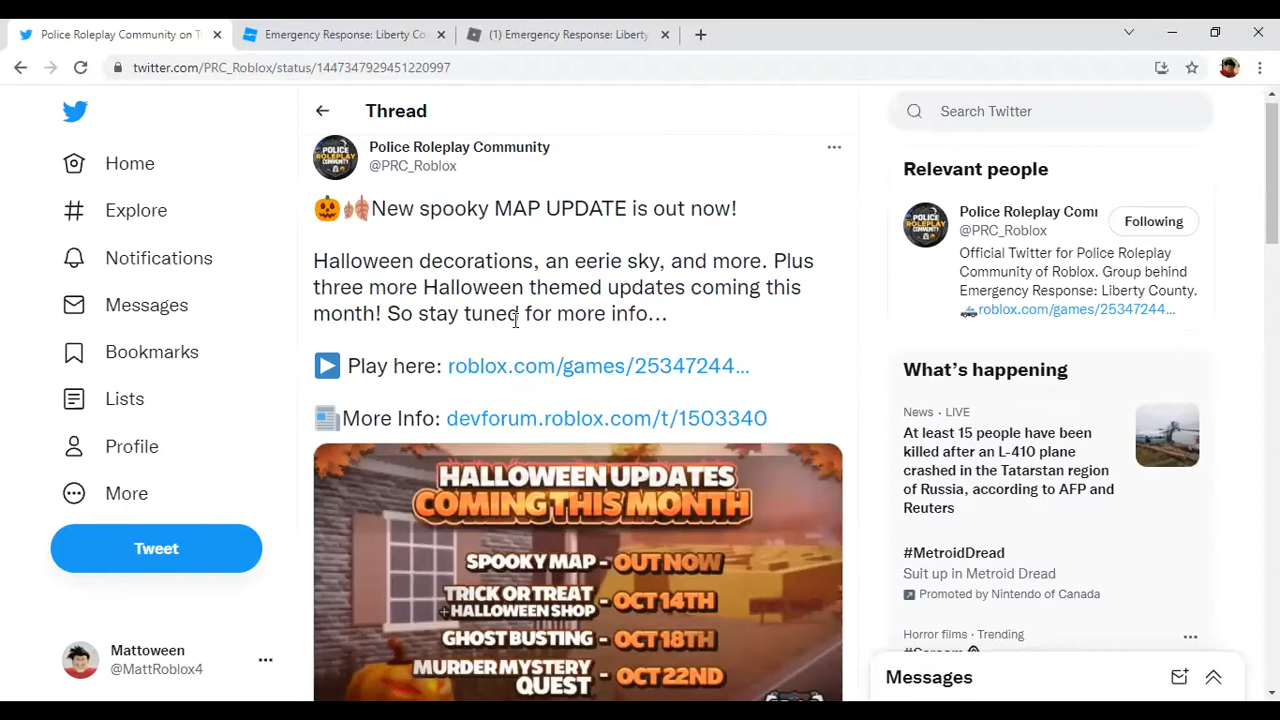 Police Roleplay Community on T
Emergency Response: Liberty Co
(1) Emergency Response: Liberty
twitter.com/PRC_Roblox/status/1447347929451220997
Home
Explore
Notifications
Messages
Bookmarks
Lists
Profile
More
Tweet
Mattoween
@MattRoblox4
Thread
POLICE ROLEPLAY COMMUNITY
Police Roleplay Community
@PRC_Roblox
🎃🍂New spooky MAP UPDATE is out now!
Halloween decorations, an eerie sky, and more. Plus
three more Halloween themed updates coming this
month! So stay tuned for more info...
▶️ Play here: roblox.com/games/25347244...
📰More Info: devforum.roblox.com/t/1503340
HALLOWEEN UPDATES
COMING THIS MONTH
SPOOKY MAP - OUT NOW
TRICK OR TREAT
+HALLOWEEN SHOP - OCT 14TH
GHOST BUSTING - OCT 18TH
MURDER MYSTERY
QUEST - OCT 22ND
Search Twitter
Relevant people
Police Roleplay Comm
@PRC_Roblox
Following
Official Twitter for Police Roleplay
Community of Roblox. Group behind
Emergency Response: Liberty County.
🚓roblox.com/games/25347244...
What's happening
News · LIVE
At least 15 people have been
killed after an L-410 plane
crashed in the Tatarstan region
of Russia, according to AFP and
Reuters
#MetroidDread
Suit up in Metroid Dread
Promoted by Nintendo of Canada
Horror films · Trending
Messages